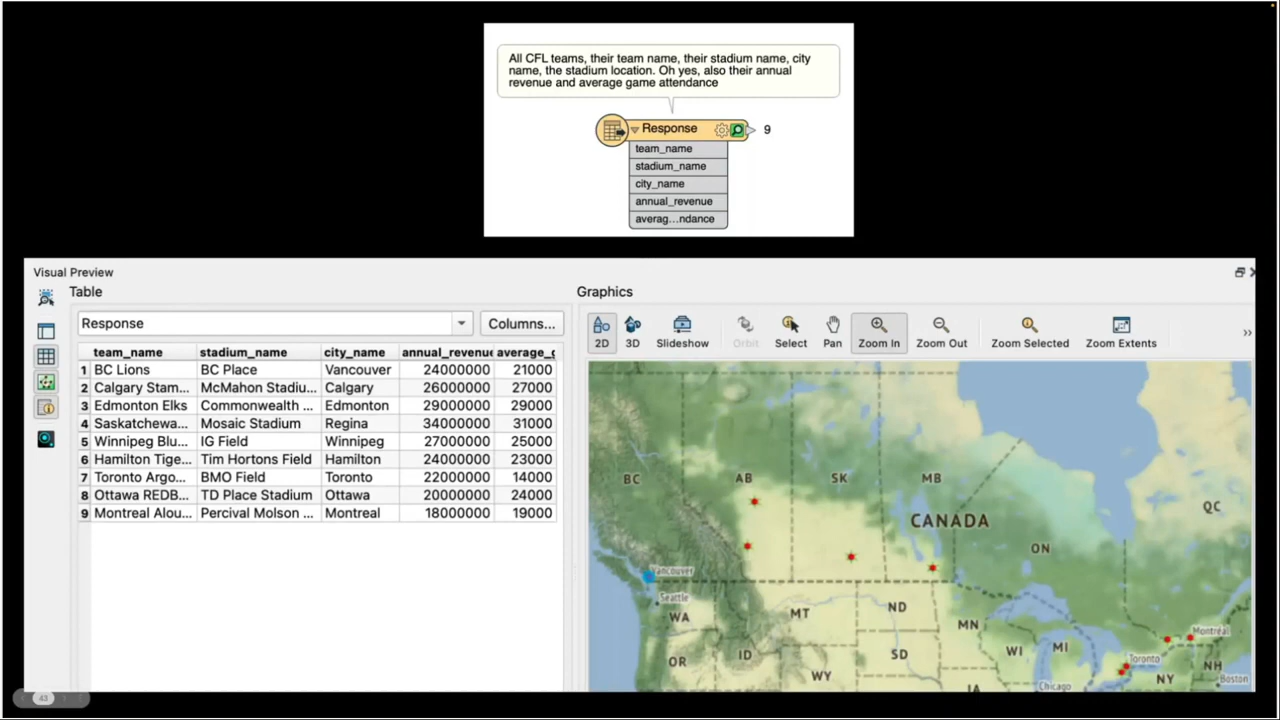 All CFL teams, their team name, their stadium name, city
name, the stadium location. Oh yes, also their annual
revenue and average game attendance
Response 9
team_name
stadium_name
city_name
annual_revenue
averag...ndance
Visual Preview
Table
Graphics
Response Columns...
2D 3D Slideshow Orbit Select Pan Zoom In Zoom Out Zoom Selected Zoom Extents
team_name stadium_name city_name annual_revenue average_g
1 BC Lions BC Place Vancouver 24000000 21000
2 Calgary Stam... McMahon Stadiu... Calgary 26000000 27000
3 Edmonton Elks Commonwealth ... Edmonton 29000000 29000
4 Saskatchewa... Mosaic Stadium Regina 34000000 31000
5 Winnipeg Blu... IG Field Winnipeg 27000000 25000
6 Hamilton Tige... Tim Hortons Field Hamilton 24000000 23000
7 Toronto Argo... BMO Field Toronto 22000000 14000
8 Ottawa REDB... TD Place Stadium Ottawa 20000000 24000
9 Montreal Alou... Percival Molson ... Montreal 18000000 19000
BC AB SK MB
QC
CANADA
ON
Vancouver
Seattle
WA MT ND
MN
Montréal
OR ID SD WI MI Toronto NH
WY NY Boston
IA Chicago
43